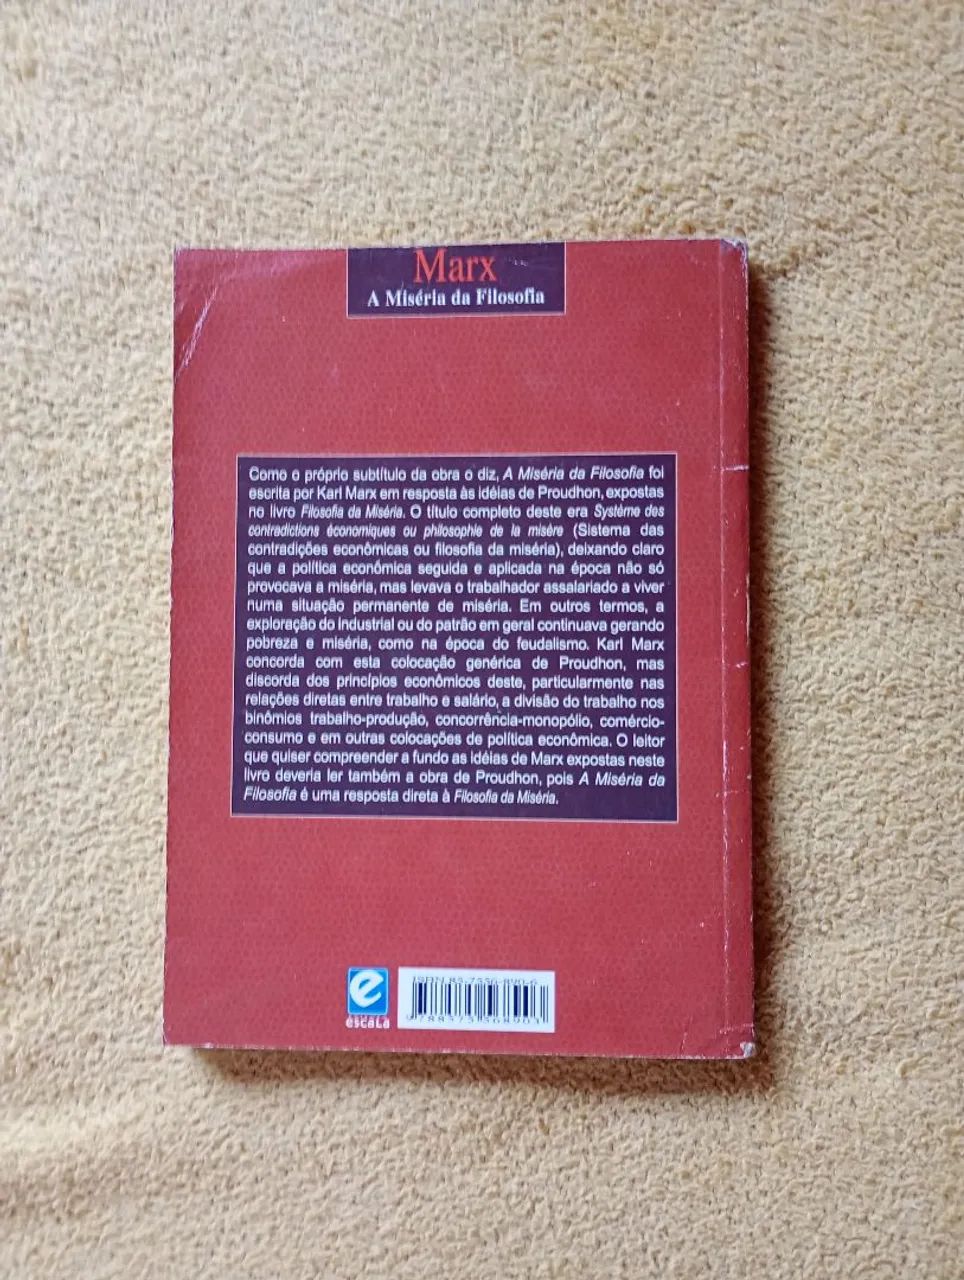 Marx
A Miséria da Filosofia
Como o próprio subtítulo da obra o diz, A Miséria da Filosofia foi
escrita por Karl Marx em resposta às idéias de Proudhon, expostas
no livro Filosofia da Miséria. O título completo deste era Système des
contradictions économiques ou philosophie de la misère (Sistema das
contradições econômicas ou filosofia da miséria), deixando claro
que a política econômica seguida e aplicada na época não só
provocava a miséria, mas levava o trabalhador assalariado a viver
numa situação permanente de miséria. Em outros termos, a
exploração do industrial ou do patrão em geral continuava gerando
pobreza e miséria, como na época do feudalismo. Karl Marx
concorda com esta colocação genérica de Proudhon, mas
discorda dos princípios econômicos deste, particularmente nas
relações diretas entre trabalho e salário, a divisão do trabalho nos
binômios trabalho-produção, concorrência-monopólio, comércio-
consumo e em outras colocações de política econômica. O leitor
que quiser compreender a fundo as idéias de Marx expostas neste
livro deveria ler também a obra de Proudhon, pois A Miséria da
Filosofia é uma resposta direta à Filosofia da Miséria.
e
escala
ISBN 85-7556-890-6
9788575568903